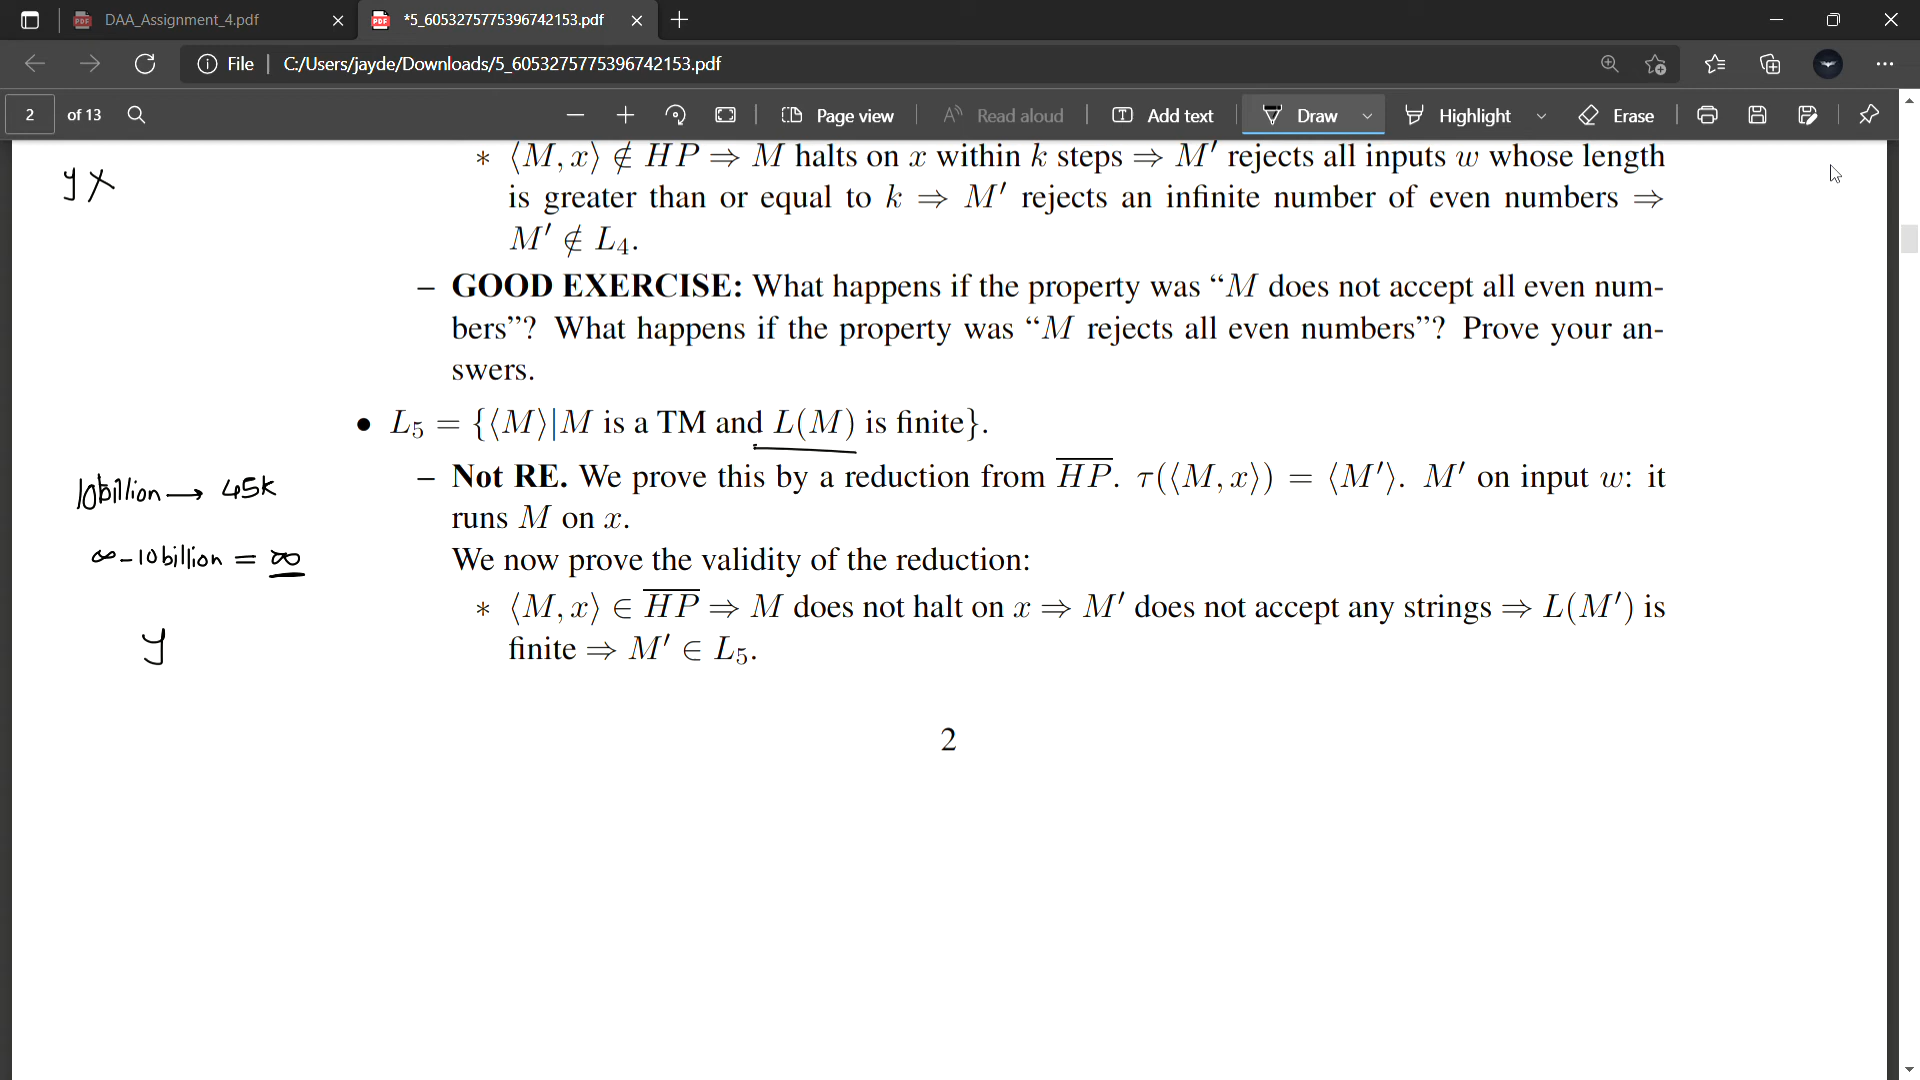 DAA_Assignment_4.pdf
*5_6053275775396742153.pdf
File | C:/Users/jayde/Downloads/5_6053275775396742153.pdf
2 of 13
Page view
Read aloud
Add text
Draw
Highlight
Erase
y x
∗ ⟨M, x⟩ ∉ HP ⇒ M halts on x within k steps ⇒ M′ rejects all inputs w whose length
is greater than or equal to k ⇒ M′ rejects an infinite number of even numbers ⇒
M′ ∉ L₄.
– GOOD EXERCISE: What happens if the property was “M does not accept all even num-
bers”? What happens if the property was “M rejects all even numbers”? Prove your an-
swers.
• L₅ = {⟨M⟩|M is a TM and L(M) is finite}.
– Not RE. We prove this by a reduction from H̅P̅. τ(⟨M, x⟩) = ⟨M′⟩. M′ on input w: it
runs M on x.
We now prove the validity of the reduction:
∗ ⟨M, x⟩ ∈ H̅P̅ ⇒ M does not halt on x ⇒ M′ does not accept any strings ⇒ L(M′) is
finite ⇒ M′ ∈ L₅.
10billion → 45k
∞ – 10 billion = ∞
y
2